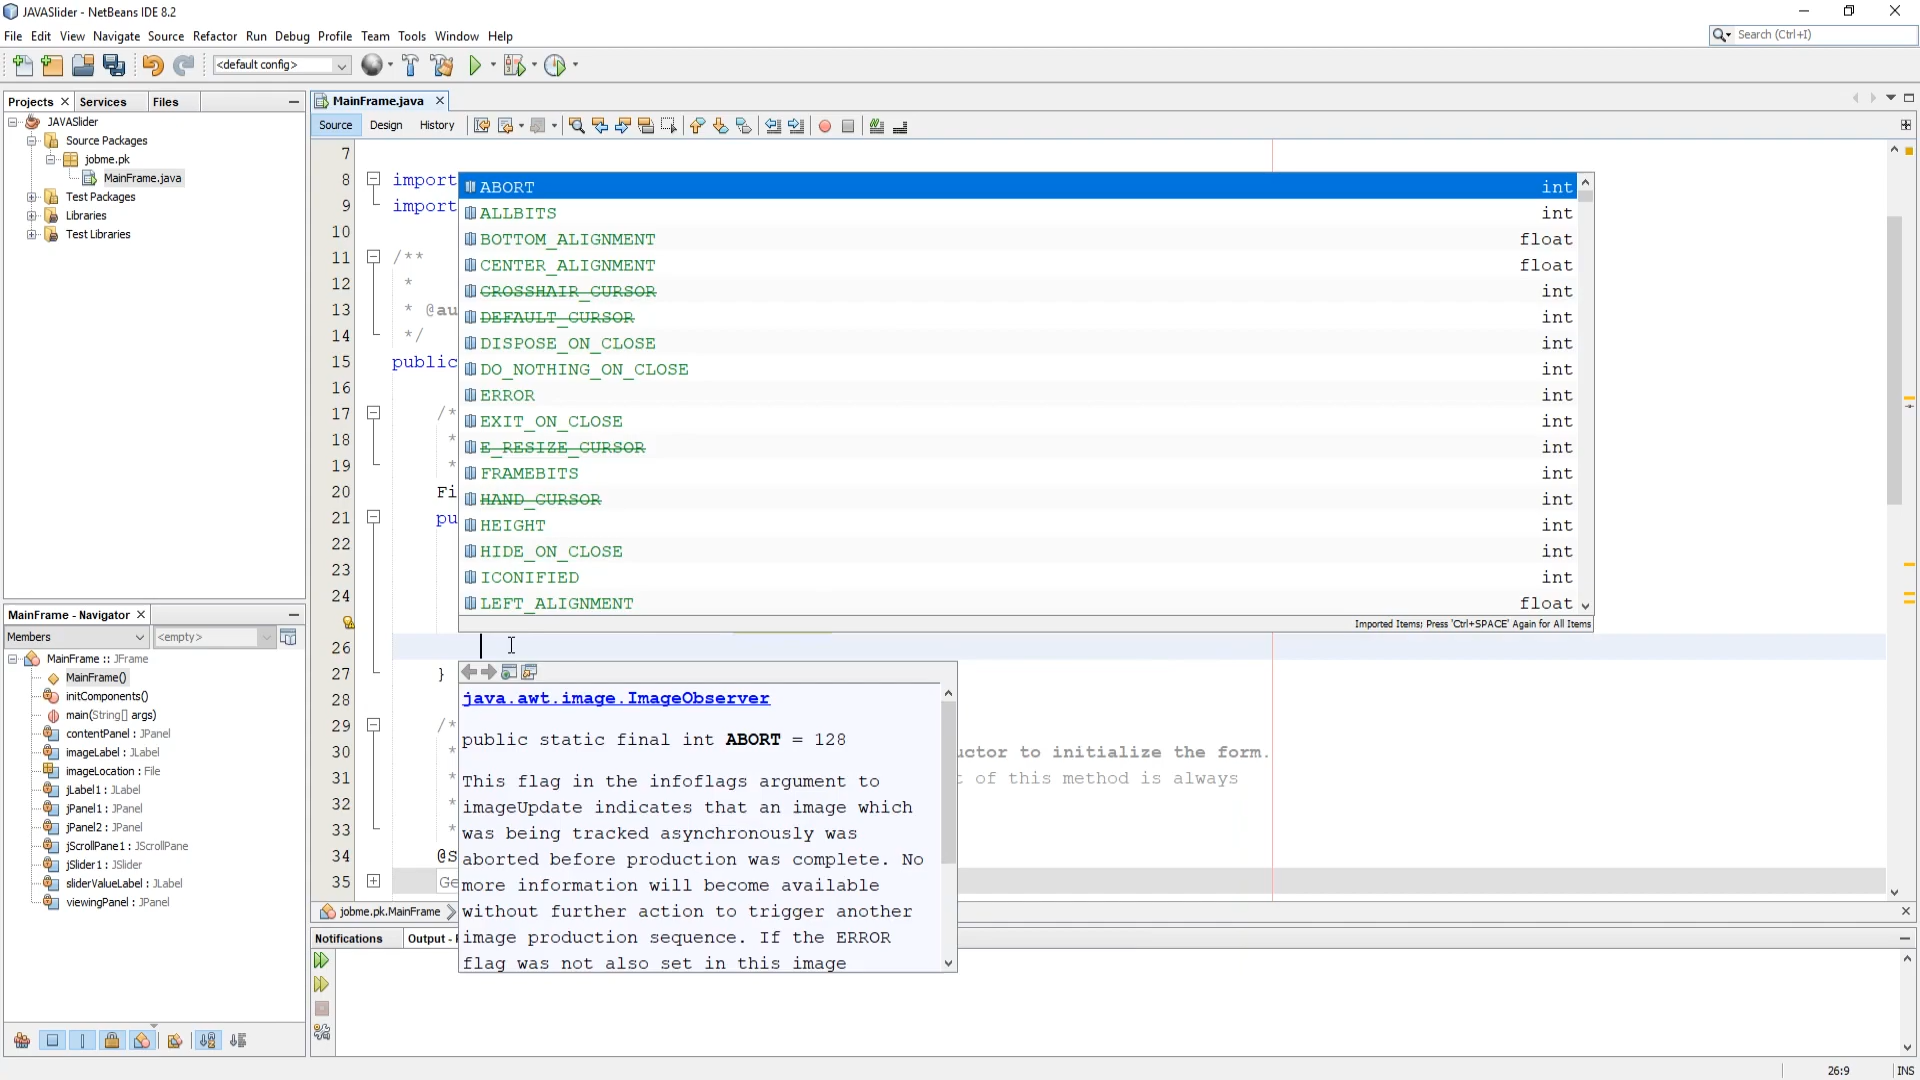 JAVASlider - NetBeans IDE 8.2
File Edit View Navigate Source Refactor Run Debug Profile Team Tools Window Help
Search (Ctrl+I)
<default config>
Projects Services Files
MainFrame.java
Source Design History
JAVASlider
Source Packages
jobme.pk
MainFrame.java
Test Packages
Libraries
Test Libraries
7
8 import
9 import
10
11 /**
12 *
13 * @au
14 */
15 public
16
17 /*
18 *
19 *
20 Fi
21 pu
22
23
24
26
27 }
28
29 /*
30 * uctor to initialize the form.
31 * t of this method is always
32 *
33 *
34 @S
35 Ge
ABORT int
ALLBITS int
BOTTOM_ALIGNMENT float
CENTER_ALIGNMENT float
CROSSHAIR_CURSOR int
DEFAULT_CURSOR int
DISPOSE_ON_CLOSE int
DO_NOTHING_ON_CLOSE int
ERROR int
EXIT_ON_CLOSE int
E_RESIZE_CURSOR int
FRAMEBITS int
HAND_CURSOR int
HEIGHT int
HIDE_ON_CLOSE int
ICONIFIED int
LEFT_ALIGNMENT float
Imported Items; Press 'Ctrl+SPACE' Again for All Items
java.awt.image.ImageObserver
public static final int ABORT = 128
This flag in the infoflags argument to
imageUpdate indicates that an image which
was being tracked asynchronously was
aborted before production was complete. No
more information will become available
without further action to trigger another
image production sequence. If the ERROR
flag was not also set in this image
MainFrame - Navigator
Members <empty>
MainFrame :: JFrame
MainFrame()
initComponents()
main(String[] args)
contentPanel : JPanel
imageLabel : JLabel
imageLocation : File
jLabel1 : JLabel
jPanel1 : JPanel
jPanel2 : JPanel
jScrollPane1 : JScrollPane
jSlider1 : JSlider
sliderValueLabel : JLabel
viewingPanel : JPanel
jobme.pk.MainFrame
Notifications Output -
26:9 INS